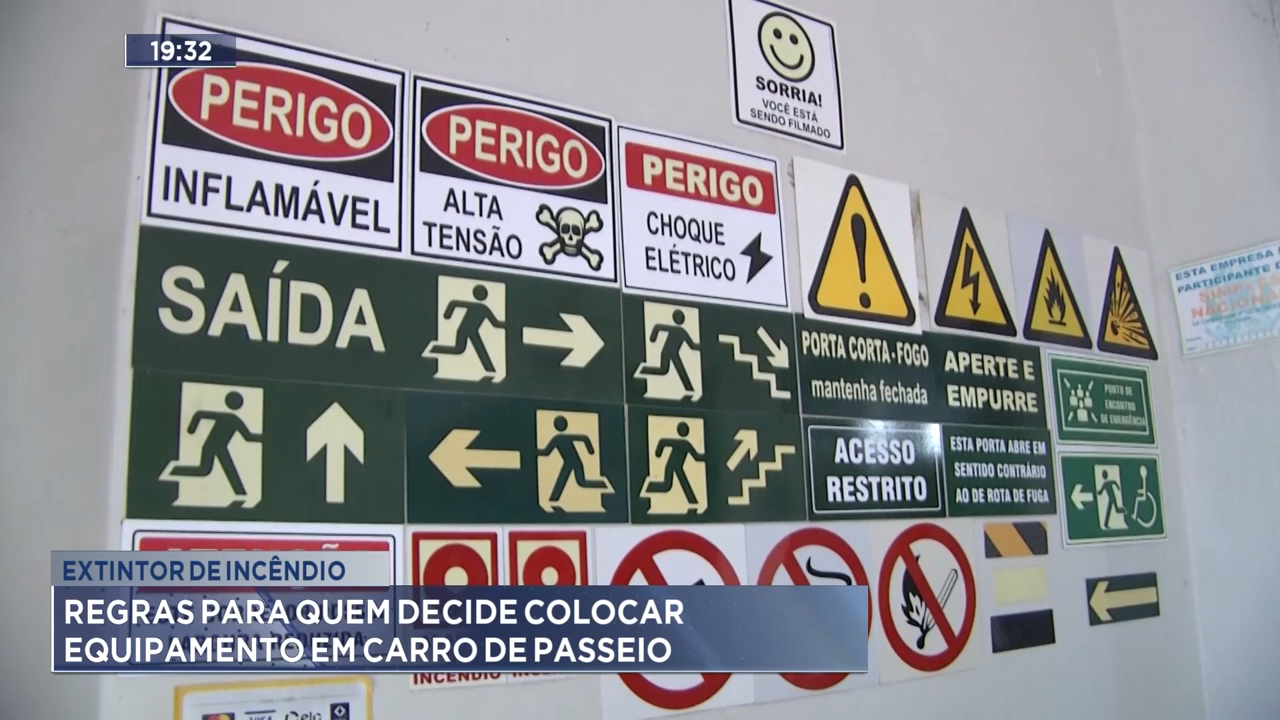 19:32
SORRIA!
VOCÊ ESTÁ
SENDO FILMADO
PERIGO
INFLAMÁVEL
PERIGO
ALTA
TENSÃO
PERIGO
CHOQUE
ELÉTRICO
SAÍDA
PORTA CORTA-FOGO
mantenha fechada
APERTE E
EMPURRE
PONTO DE
ENCONTRO
DE EMERGÊNCIA
ACESSO
RESTRITO
ESTA PORTA ABRE EM
SENTIDO CONTRÁRIO
AO DE ROTA DE FUGA
ESTA EMPRESA
PARTICIPANTE D
EXTINTOR DE INCÊNDIO
REGRAS PARA QUEM DECIDE COLOCAR
EQUIPAMENTO EM CARRO DE PASSEIO
INCÊNDIO
VISA
elo